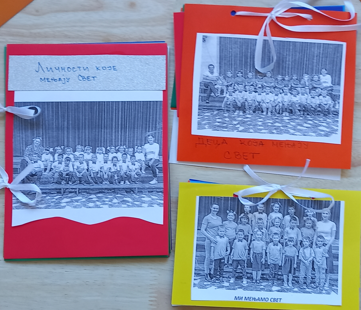 Личности које
мењају свет
Деца која мењају
свет
МИ МЕЊАМО СВЕТ